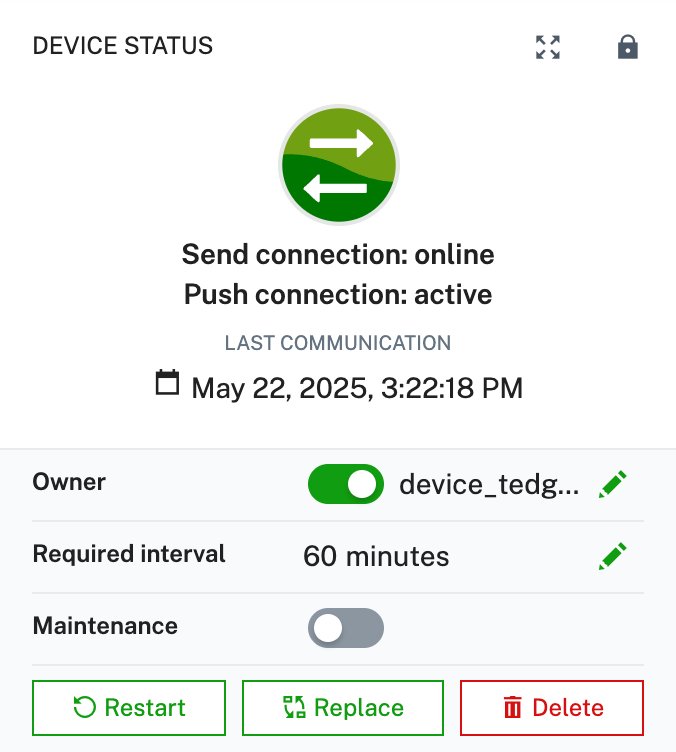 DEVICE STATUS
Send connection: online
Push connection: active
LAST COMMUNICATION
May 22, 2025, 3:22:18 PM
Owner device_tedg...
Required interval 60 minutes
Maintenance
Restart Replace Delete